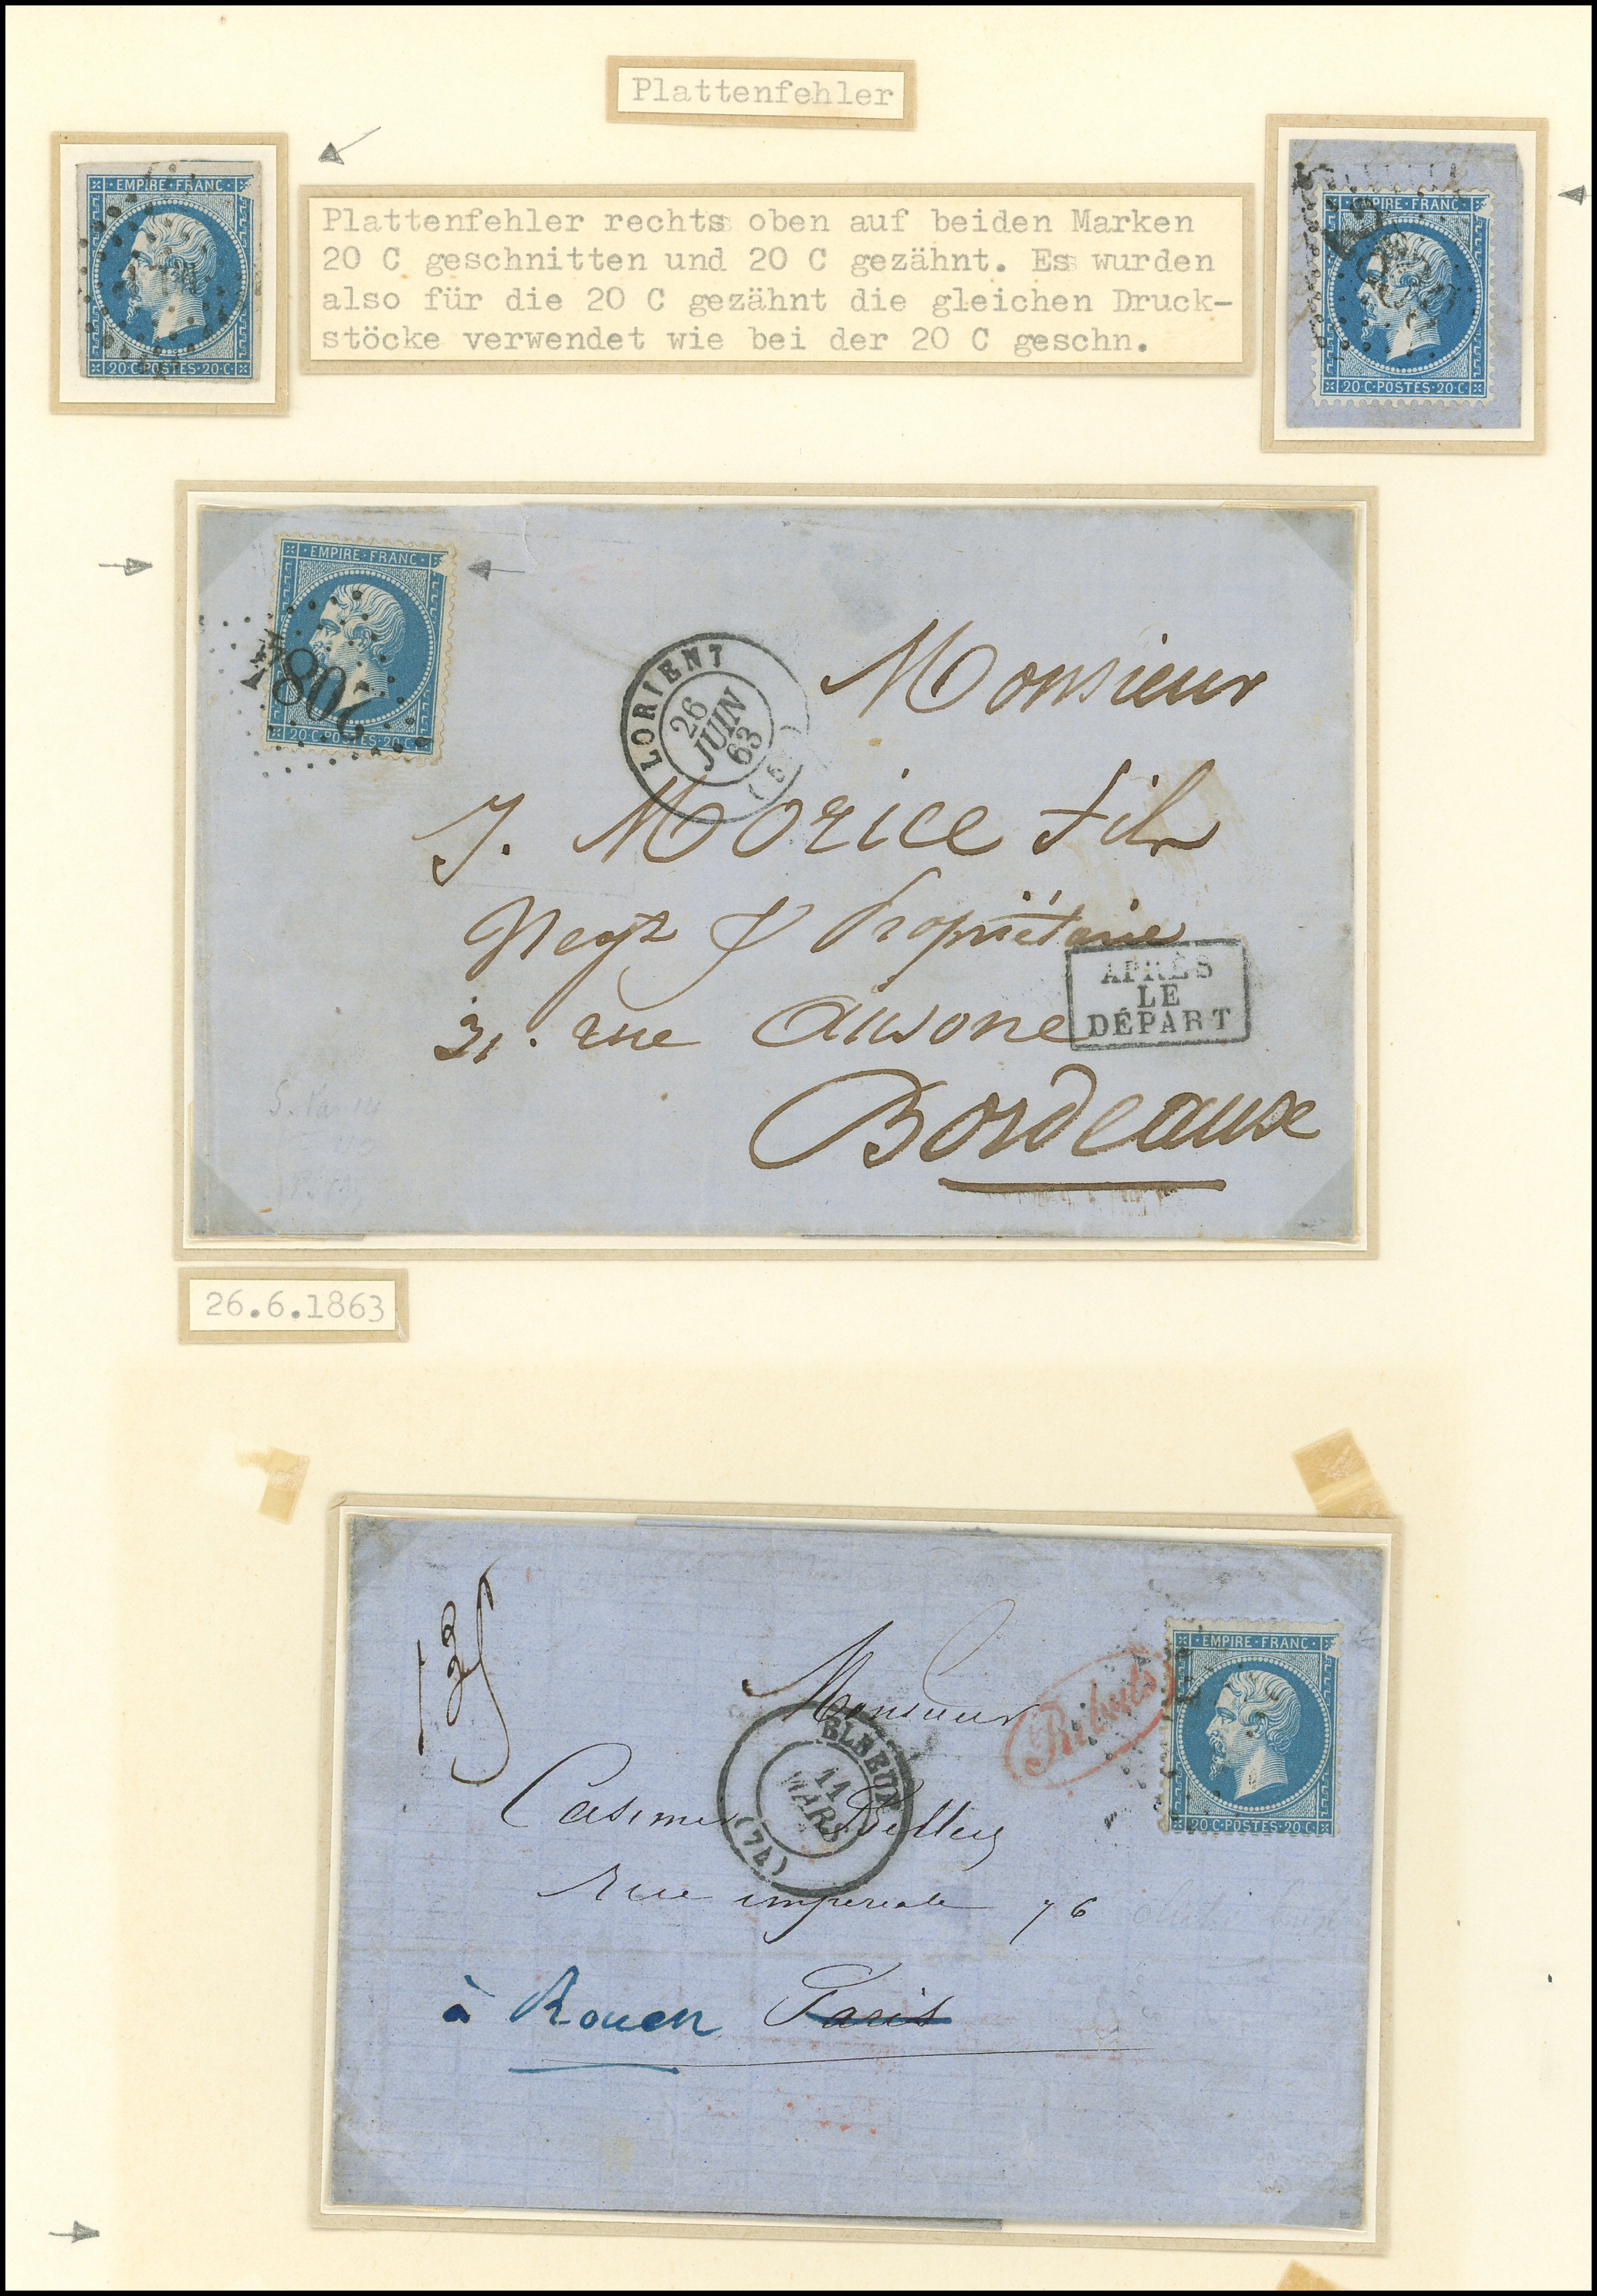 Plattenfehler
EMPIRE · FRANC ·
20·C·POSTES·20·C·
Plattenfehler rechts oben auf beiden Marken
20 C geschnitten und 20 C gezähnt. Es wurden
also für die 20 C gezähnt die gleichen Druck-
stöcke verwendet wie bei der 20 C geschn.
EMPIRE · FRANC ·
20·C·POSTES·20·C·
EMPIRE · FRANC ·
20·C·POSTES·20·C·
LORIENT
26
JUIN
63
Monsieur
J. Morice fils
Negt & Propriétaire
31. rue Ausone
APRÈS
LE
DÉPART
Bordeaux
26.6.1863
EMPIRE · FRANC ·
20·C·POSTES·20·C·
Rebuts
Monsieur
11
MARS
(74)
Casimir
Rue imperiale 76
à Rouen Paris